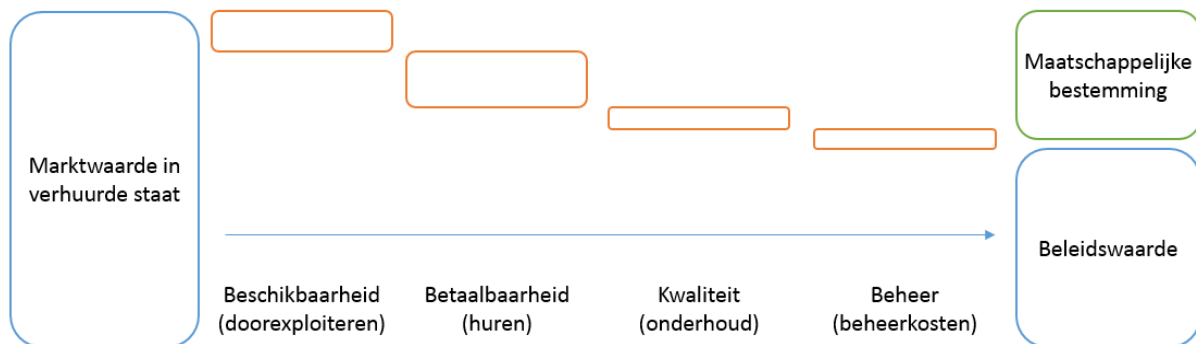 Marktwaarde in
verhuurde staat
Beschikbaarheid
(doorexploiteren)
Betaalbaarheid
(huren)
Kwaliteit
(onderhoud)
Beheer
(beheerkosten)
Maatschappelijke
bestemming
Beleidswaarde